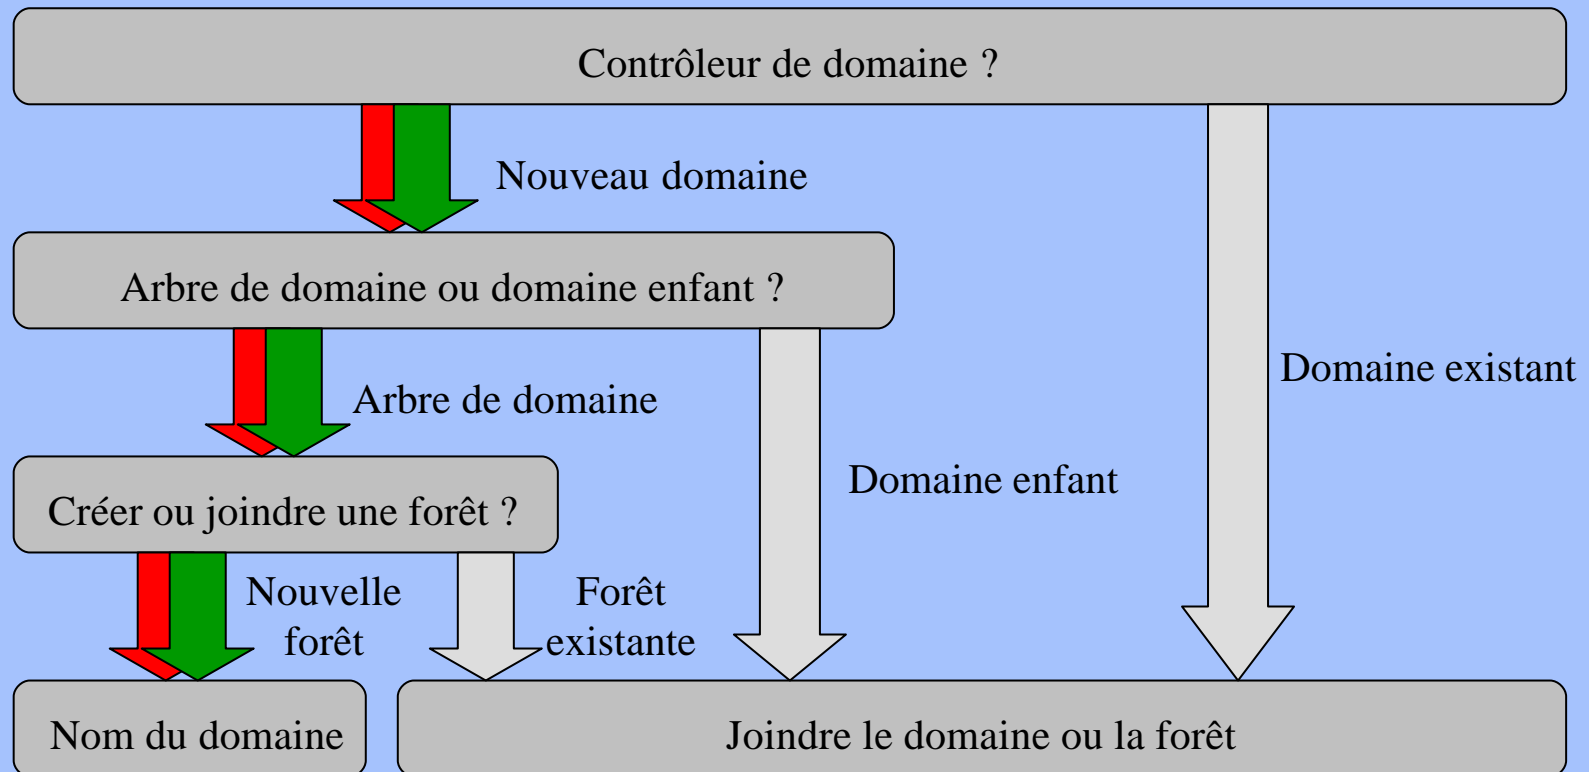 Contrôleur de domaine ?
Nouveau domaine
Arbre de domaine ou domaine enfant ?
Domaine existant
Arbre de domaine
Domaine enfant
Créer ou joindre une forêt ?
Nouvelle
forêt
Forêt
existante
Nom du domaine
Joindre le domaine ou la forêt